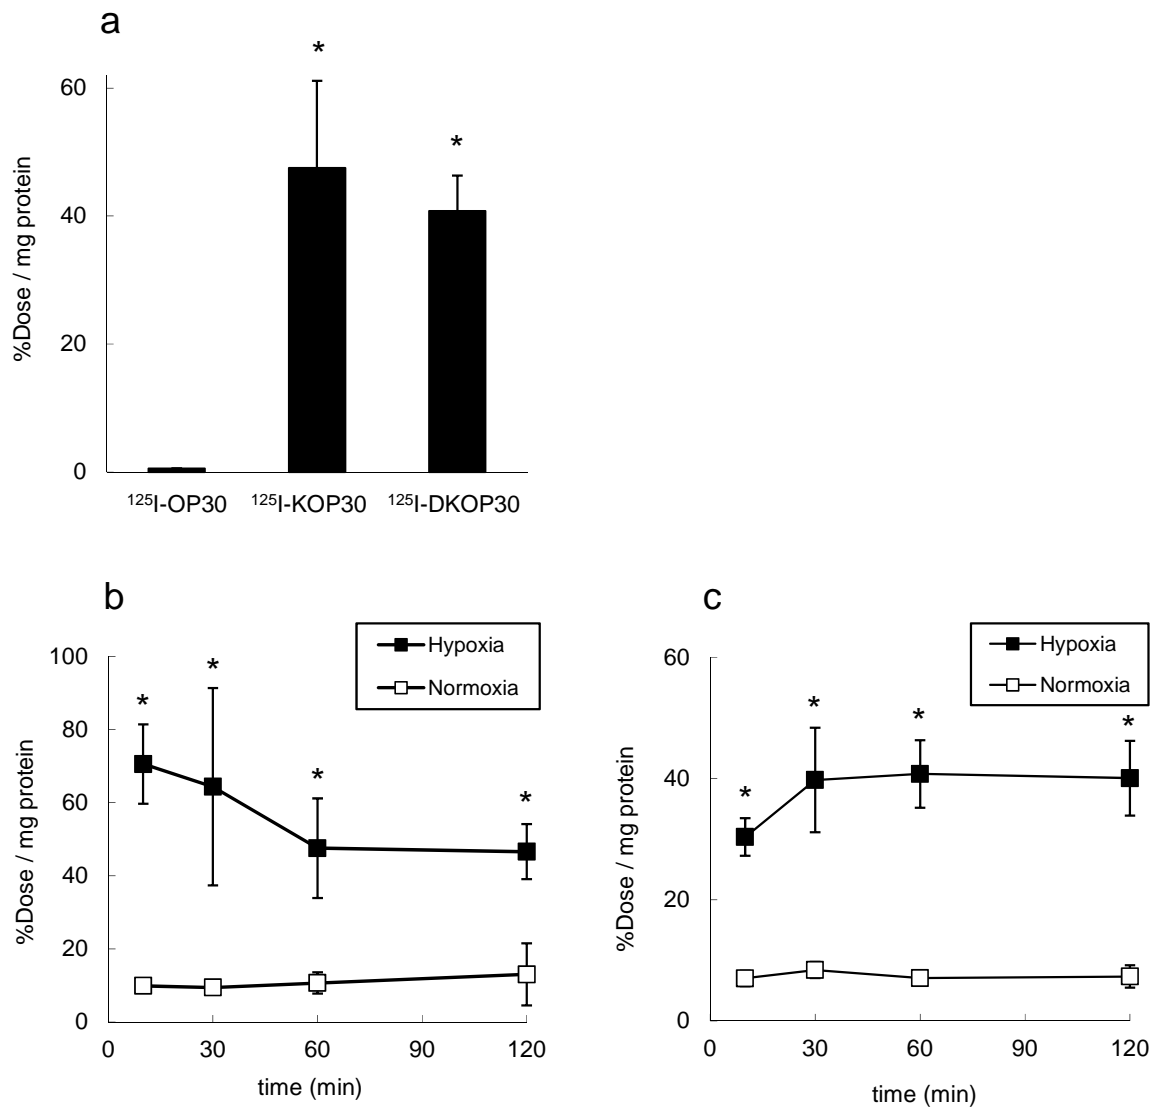 a
*
*
60
40
20
0
%Dose / mg protein
¹²⁵I-OP30 ¹²⁵I-KOP30 ¹²⁵I-DKOP30
b
Hypoxia
Normoxia
100
80
60
40
20
0
*
*
*
*
%Dose / mg protein
0 30 60 90 120
time (min)
c
Hypoxia
Normoxia
60
40
20
0
*
*
*
*
%Dose / mg protein
0 30 60 90 120
time (min)